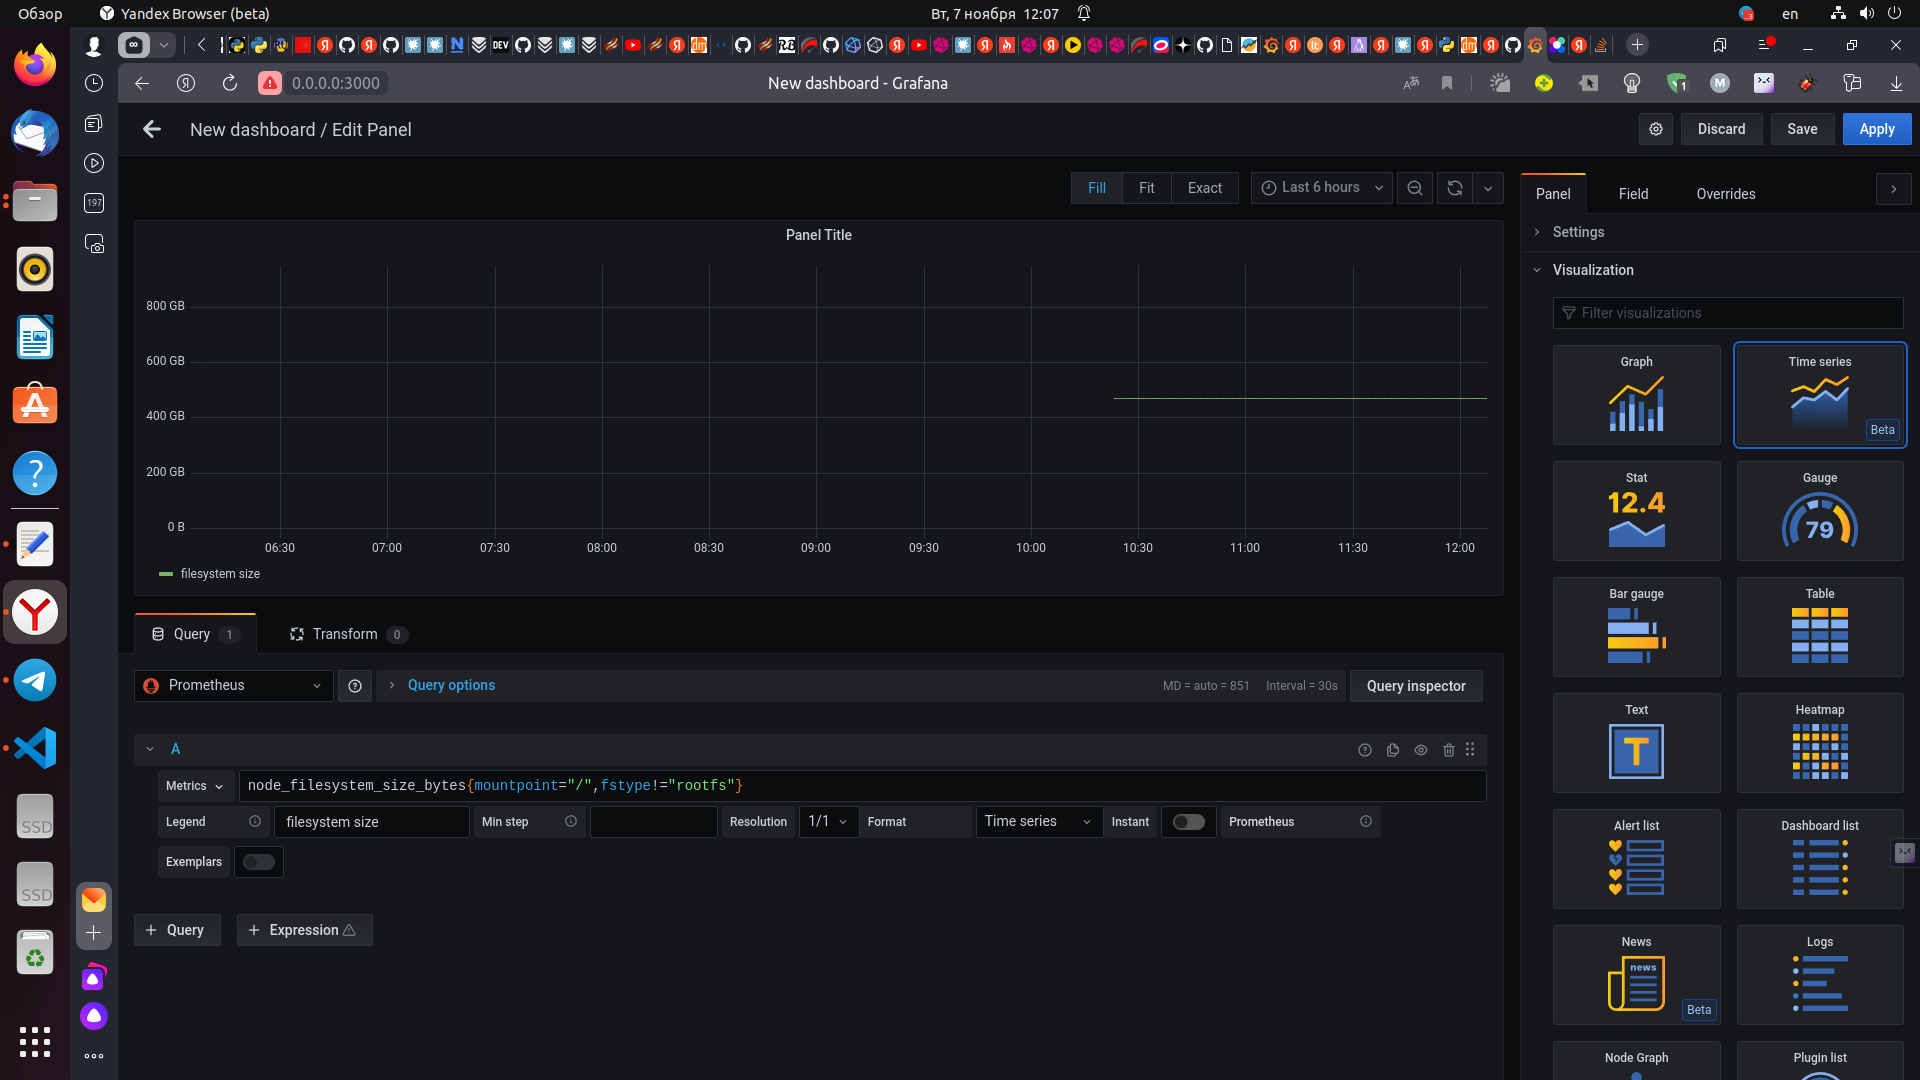 Обзор
Yandex Browser (beta)
Вт, 7 ноября 12:07
en
DEV
0.0.0.0:3000
New dashboard - Grafana
1
M
197
New dashboard / Edit Panel
Discard
Save
Apply
Fill
Fit
Exact
Last 6 hours
Panel
Field
Overrides
Settings
Visualization
Filter visualizations
Panel Title
800 GB
600 GB
400 GB
200 GB
0 B
06:30
07:00
07:30
08:00
08:30
09:00
09:30
10:00
10:30
11:00
11:30
12:00
filesystem size
Graph
Time series
Beta
Stat
12.4
Gauge
79
Bar gauge
Table
Text
T
Heatmap
Alert list
Dashboard list
News
news
Beta
Logs
Node Graph
Plugin list
Query 1
Transform 0
Prometheus
Query options
MD = auto = 851
Interval = 30s
Query inspector
A
Metrics
node_filesystem_size_bytes{mountpoint="/",fstype!="rootfs"}
Legend
filesystem size
Min step
Resolution
1/1
Format
Time series
Instant
Prometheus
Exemplars
+ Query
+ Expression
SSD
SSD